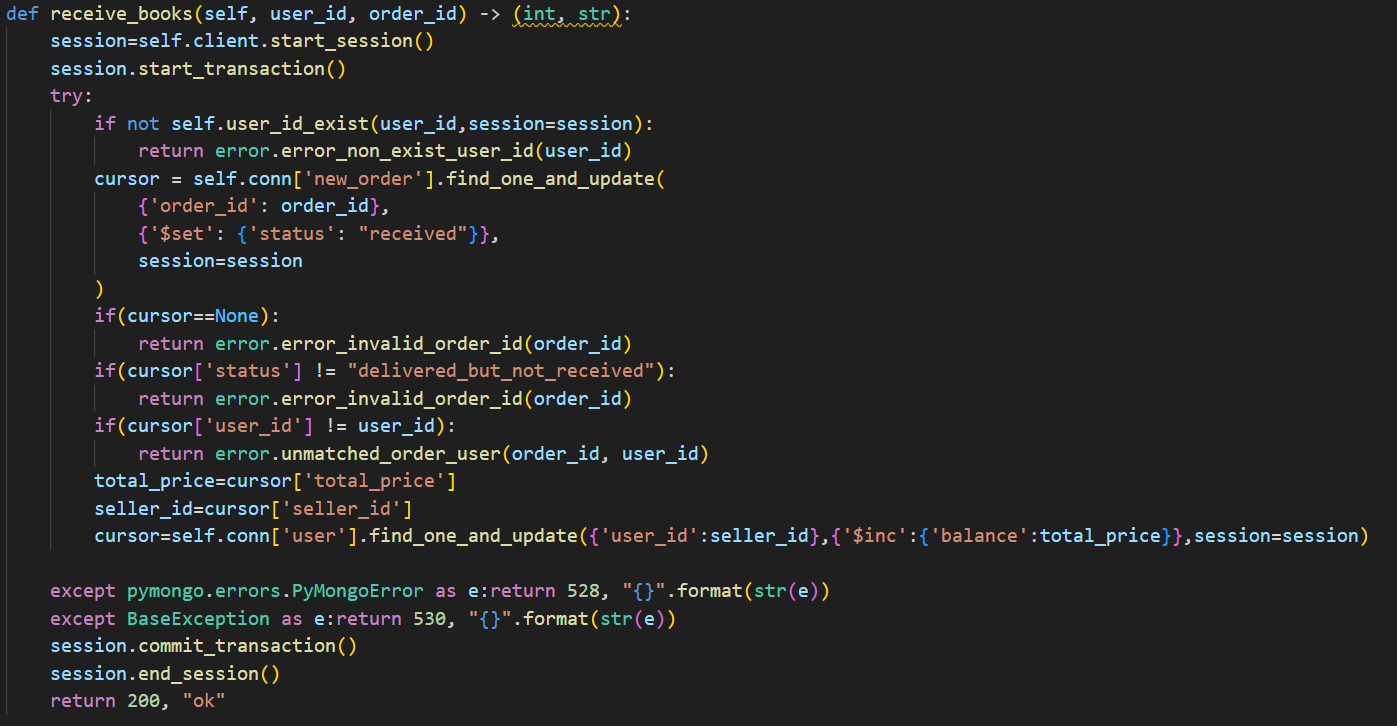 def receive_books(self, user_id, order_id) -> (int, str):
    session=self.client.start_session()
    session.start_transaction()
    try:
        if not self.user_id_exist(user_id,session=session):
            return error.error_non_exist_user_id(user_id)
        cursor = self.conn['new_order'].find_one_and_update(
            {'order_id': order_id},
            {'$set': {'status': "received"}},
            session=session
        )
        if(cursor==None):
            return error.error_invalid_order_id(order_id)
        if(cursor['status'] != "delivered_but_not_received"):
            return error.error_invalid_order_id(order_id)
        if(cursor['user_id'] != user_id):
            return error.unmatched_order_user(order_id, user_id)
        total_price=cursor['total_price']
        seller_id=cursor['seller_id']
        cursor=self.conn['user'].find_one_and_update({'user_id':seller_id},{'$inc':{'balance':total_price}},session=session)

    except pymongo.errors.PyMongoError as e:return 528, "{}".format(str(e))
    except BaseException as e:return 530, "{}".format(str(e))
    session.commit_transaction()
    session.end_session()
    return 200, "ok"